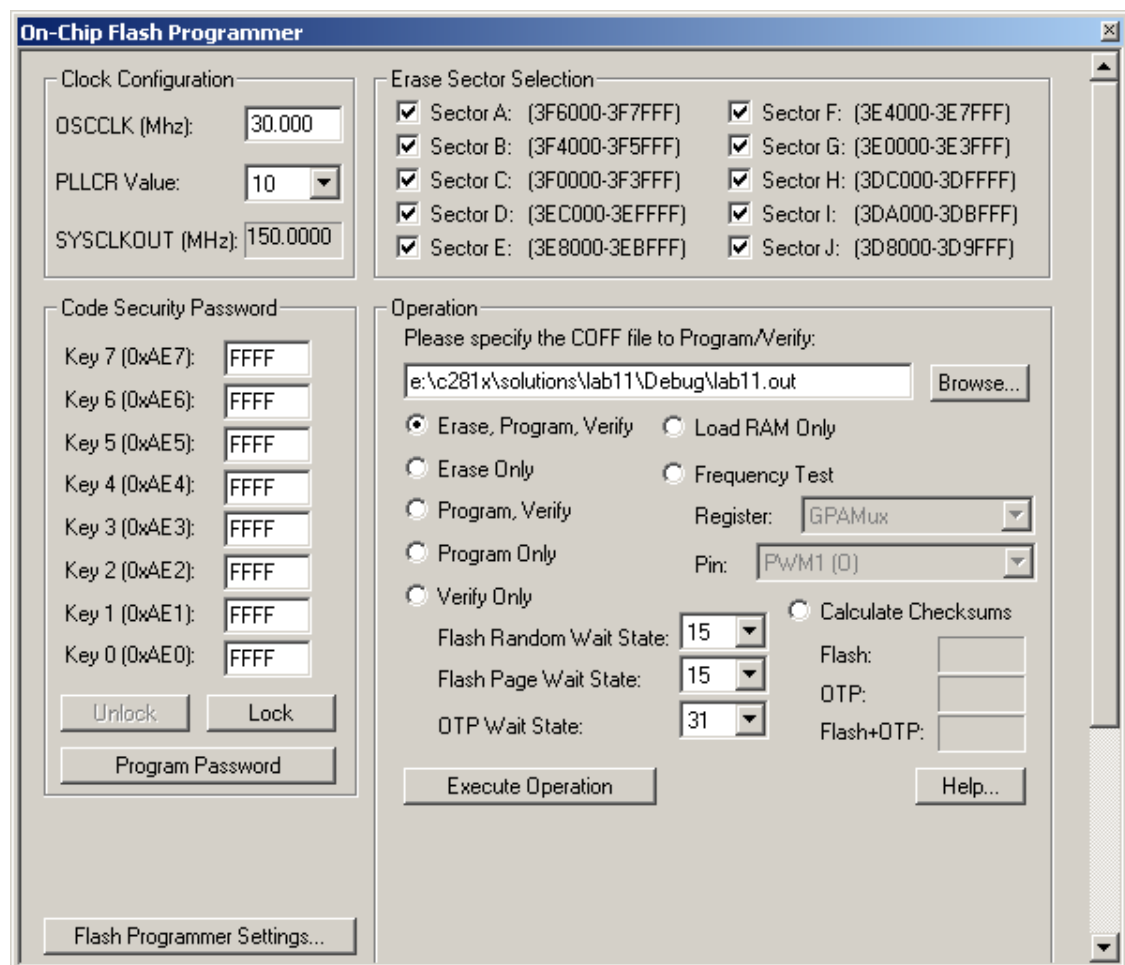 On-Chip Flash Programmer
Clock Configuration
OSCCLK (Mhz): 30.000
PLLCR Value: 10
SYSCLKOUT (MHz): 150.0000
Erase Sector Selection
Sector A: (3F6000-3F7FFF) Sector F: (3E4000-3E7FFF)
Sector B: (3F4000-3F5FFF) Sector G: (3E0000-3E3FFF)
Sector C: (3F0000-3F3FFF) Sector H: (3DC000-3DFFFF)
Sector D: (3EC000-3EFFFF) Sector I: (3DA000-3DBFFF)
Sector E: (3E8000-3EBFFF) Sector J: (3D8000-3D9FFF)
Code Security Password
Key 7 (0xAE7): FFFF
Key 6 (0xAE6): FFFF
Key 5 (0xAE5): FFFF
Key 4 (0xAE4): FFFF
Key 3 (0xAE3): FFFF
Key 2 (0xAE2): FFFF
Key 1 (0xAE1): FFFF
Key 0 (0xAE0): FFFF
Unlock Lock
Program Password
Flash Programmer Settings...
Operation
Please specify the COFF file to Program/Verify:
e:\c281x\solutions\lab11\Debug\lab11.out Browse...
Erase, Program, Verify Load RAM Only
Erase Only Frequency Test
Program, Verify Register: GPAMux
Program Only Pin: PWM1 (0)
Verify Only Calculate Checksums
Flash Random Wait State: 15 Flash:
Flash Page Wait State: 15 OTP:
OTP Wait State: 31 Flash+OTP:
Execute Operation Help...